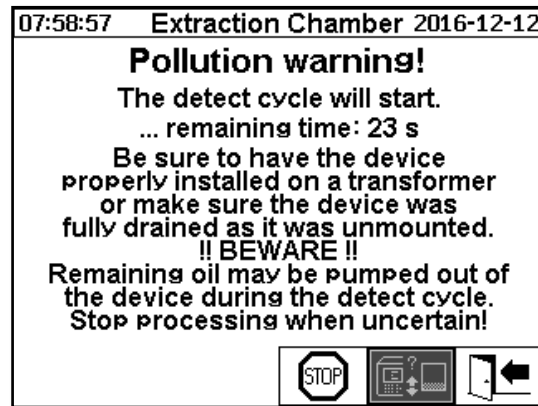 07:58:57 Extraction Chamber 2016-12-12
Pollution warning!
The detect cycle will start.
... remaining time: 23 s
Be sure to have the device
properly installed on a transformer
or make sure the device was
fully drained as it was unmounted.
!! BEWARE !!
Remaining oil may be pumped out of
the device during the detect cycle.
Stop processing when uncertain!
STOP
?